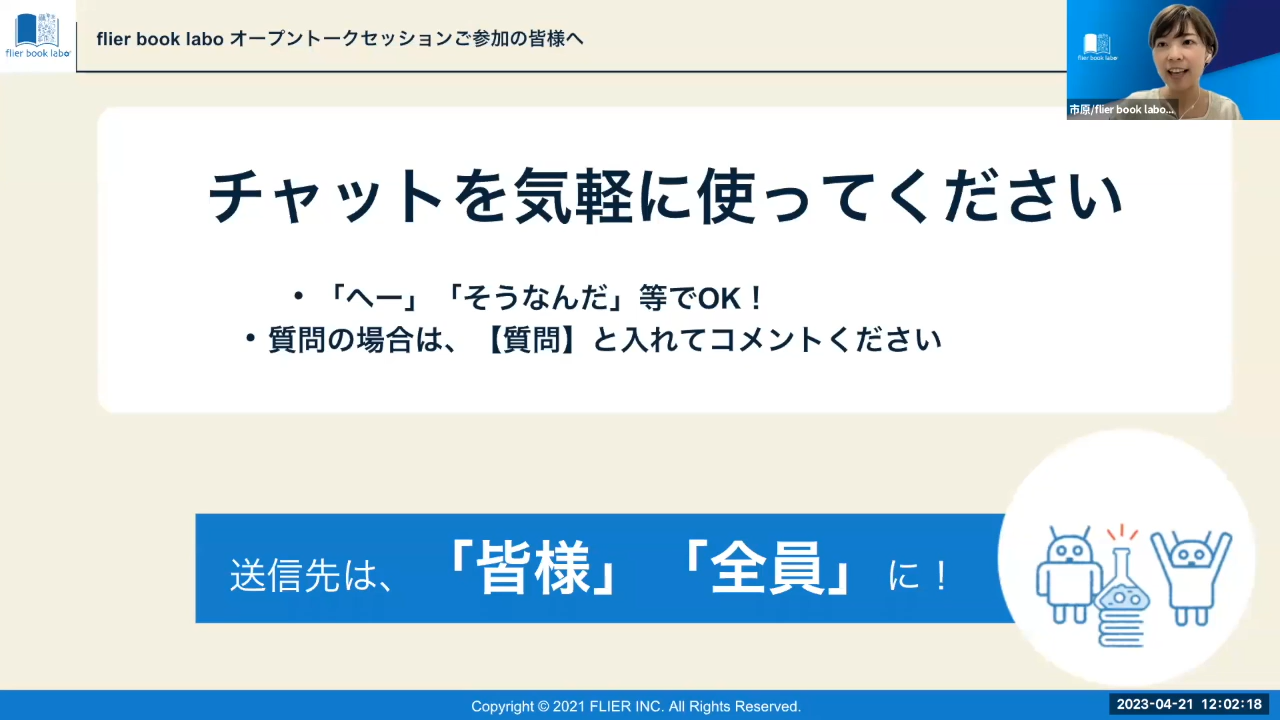 flier book labo
flier book labo オープントークセッションご参加の皆様へ
flier book labo
市原/flier book labo...
チャットを気軽に使ってください
• 「へー」「そうなんだ」等でOK！
• 質問の場合は、【質問】と入れてコメントください
送信先は、「皆様」「全員」に！
Copyright © 2021 FLIER INC. All Rights Reserved.
2023-04-21 12:02:18